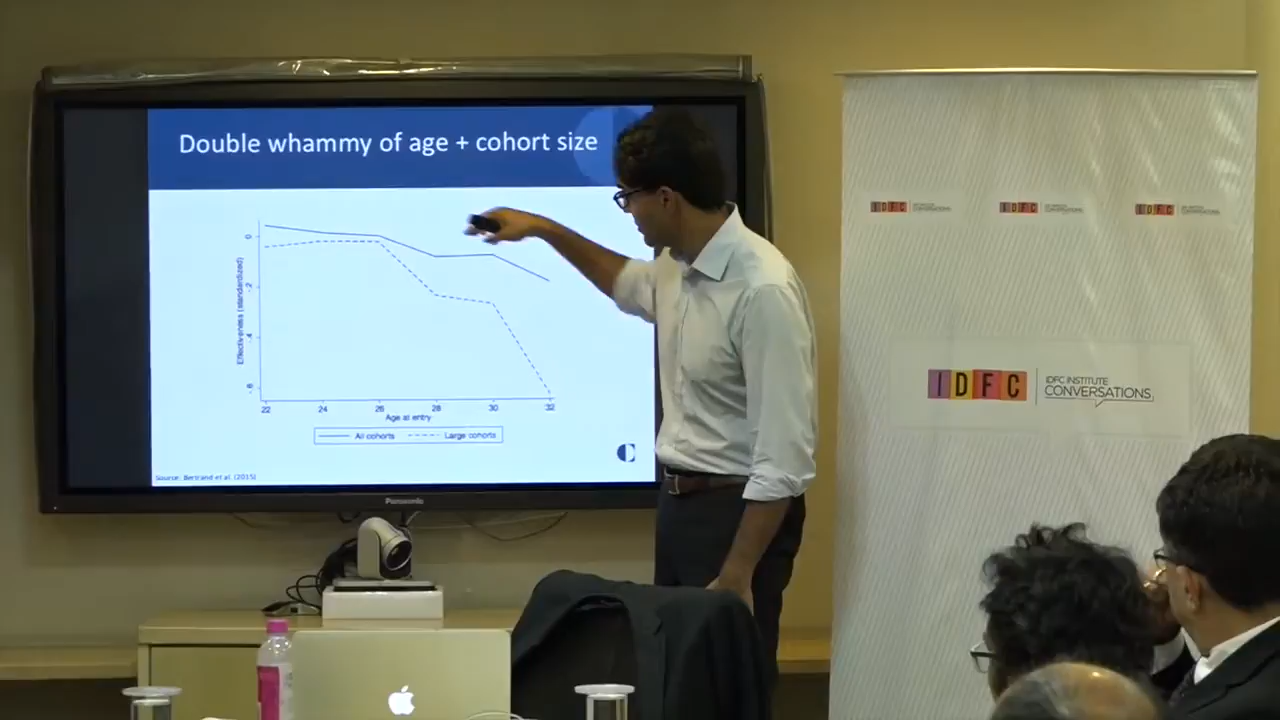 Double whammy of age + cohort size
Effectiveness (standardized)
0
.2
.4
.6
22
24
26
28
30
32
Age at entry
All cohorts
Large cohorts
Source: Bertrand et al. (2015)
Panasonic
IDFC
IDFC
IDFC
IDFC
IDFC INSTITUTE
CONVERSATIONS